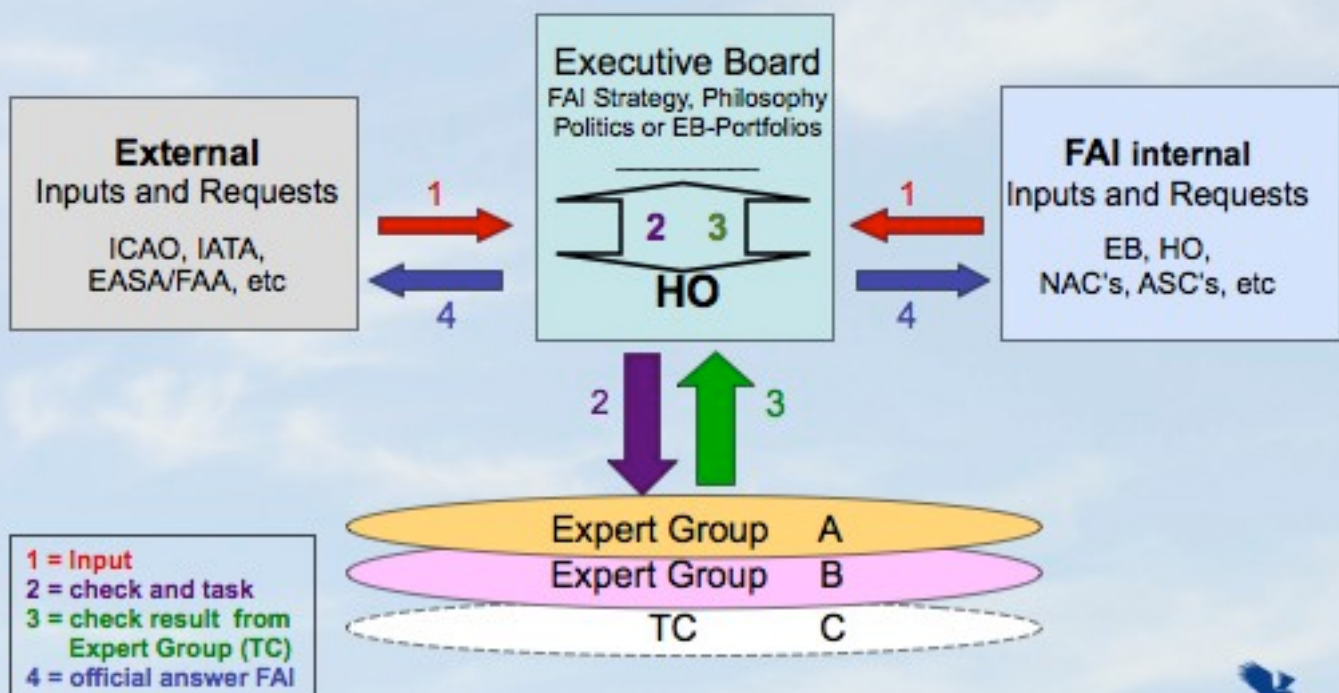 Executive Board
FAI Strategy, Philosophy
Politics or EB-Portfolios
2 3
HO
External
Inputs and Requests
ICAO, IATA,
EASA/FAA, etc
1
4
FAI internal
Inputs and Requests
EB, HO,
NAC's, ASC's, etc
1
4
2
3
Expert Group A
Expert Group B
TC C
1 = Input
2 = check and task
3 = check result from
Expert Group (TC)
4 = official answer FAI